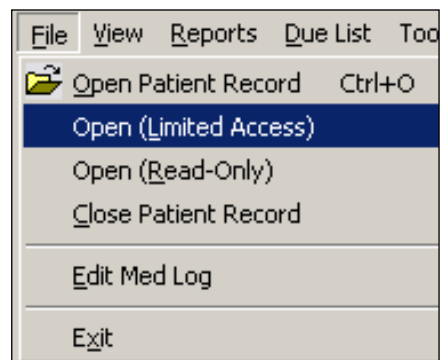 File View Reports Due List Too
Open Patient Record Ctrl+O
Open (Limited Access)
Open (Read-Only)
Close Patient Record
Edit Med Log
Exit